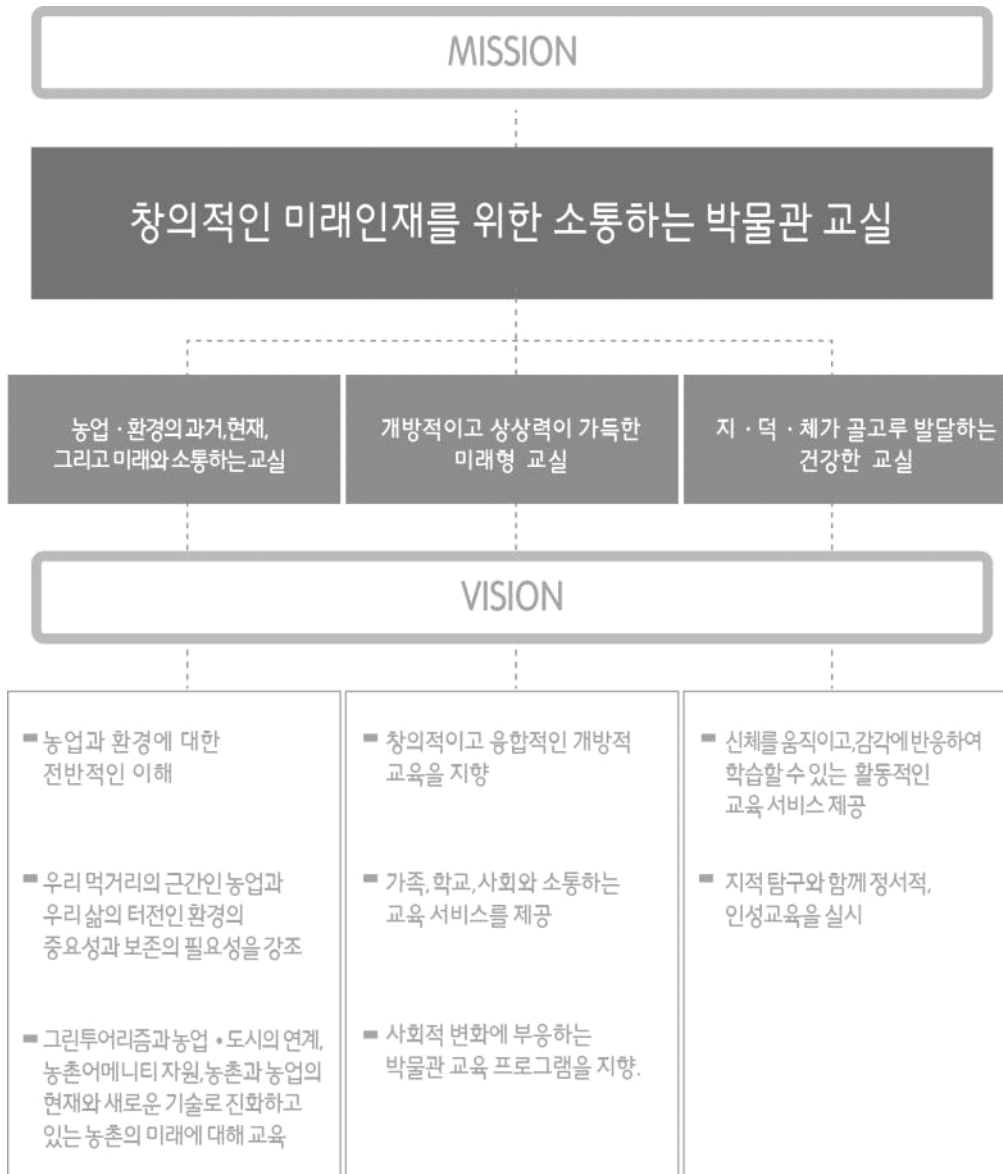 MISSION
창의적인 미래인재를 위한 소통하는 박물관 교실
농업 · 환경의 과거,현재,
그리고 미래와 소통하는 교실
개방적이고 상상력이 가득한
미래형 교실
지 · 덕 · 체가 골고루 발달하는
건강한 교실
VISION
농업과 환경에 대한
전반적인 이해
우리 먹거리의 근간인 농업과
우리 삶의 터전인 환경의
중요성과 보존의 필요성을 강조
그린투어리즘과 농업 • 도시의 연계,
농촌어메니티 자원,농촌과 농업의
현재와 새로운 기술로 진화하고
있는 농촌의 미래에 대해 교육
창의적이고 융합적인 개방적
교육을 지향
가족,학교,사회와 소통하는
교육 서비스를 제공
사회적 변화에 부응하는
박물관 교육 프로그램을 지향.
신체를 움직이고,감각에 반응하여
학습할 수 있는 활동적인
교육 서비스 제공
지적 탐구와 함께 정서적,
인성교육을 실시